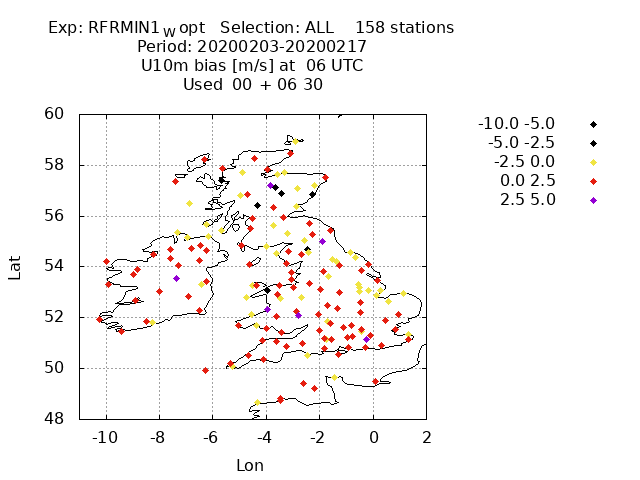 Exp: RFRMIN1_W opt   Selection: ALL    158 stations
Period: 20200203-20200217
U10m bias [m/s] at  06 UTC
Used  00 + 06 30
-10.0 -5.0
-5.0 -2.5
-2.5 0.0
0.0 2.5
2.5 5.0
60
58
56
54
52
50
48
Lat
-10 -8 -6 -4 -2 0 2
Lon